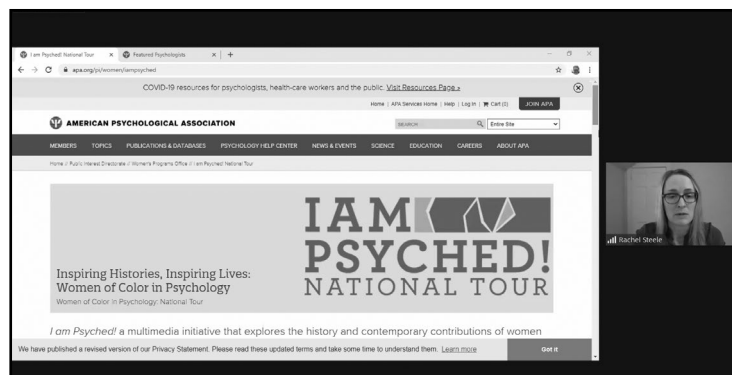 I am Psyched! National Tour
Featured Psychologists
apa.org/pi/women/iampsyched
COVID-19 resources for psychologists, health-care workers and the public. Visit Resources Page »
Home | APA Services Home | Help | Log In | Cart (0) JOIN APA
AMERICAN PSYCHOLOGICAL ASSOCIATION
SEARCH Entire Site
MEMBERS TOPICS PUBLICATIONS & DATABASES PSYCHOLOGY HELP CENTER NEWS & EVENTS SCIENCE EDUCATION CAREERS ABOUT APA
Home // Public Interest Directorate // Women's Programs Office // I am Psyched! National Tour
I AM
PSYCHED!
NATIONAL TOUR
Inspiring Histories, Inspiring Lives:
Women of Color in Psychology
Women of Color in Psychology: National Tour
I am Psyched! a multimedia initiative that explores the history and contemporary contributions of women
We have published a revised version of our Privacy Statement. Please read these updated terms and take some time to understand them. Learn more Got it
Rachel Steele